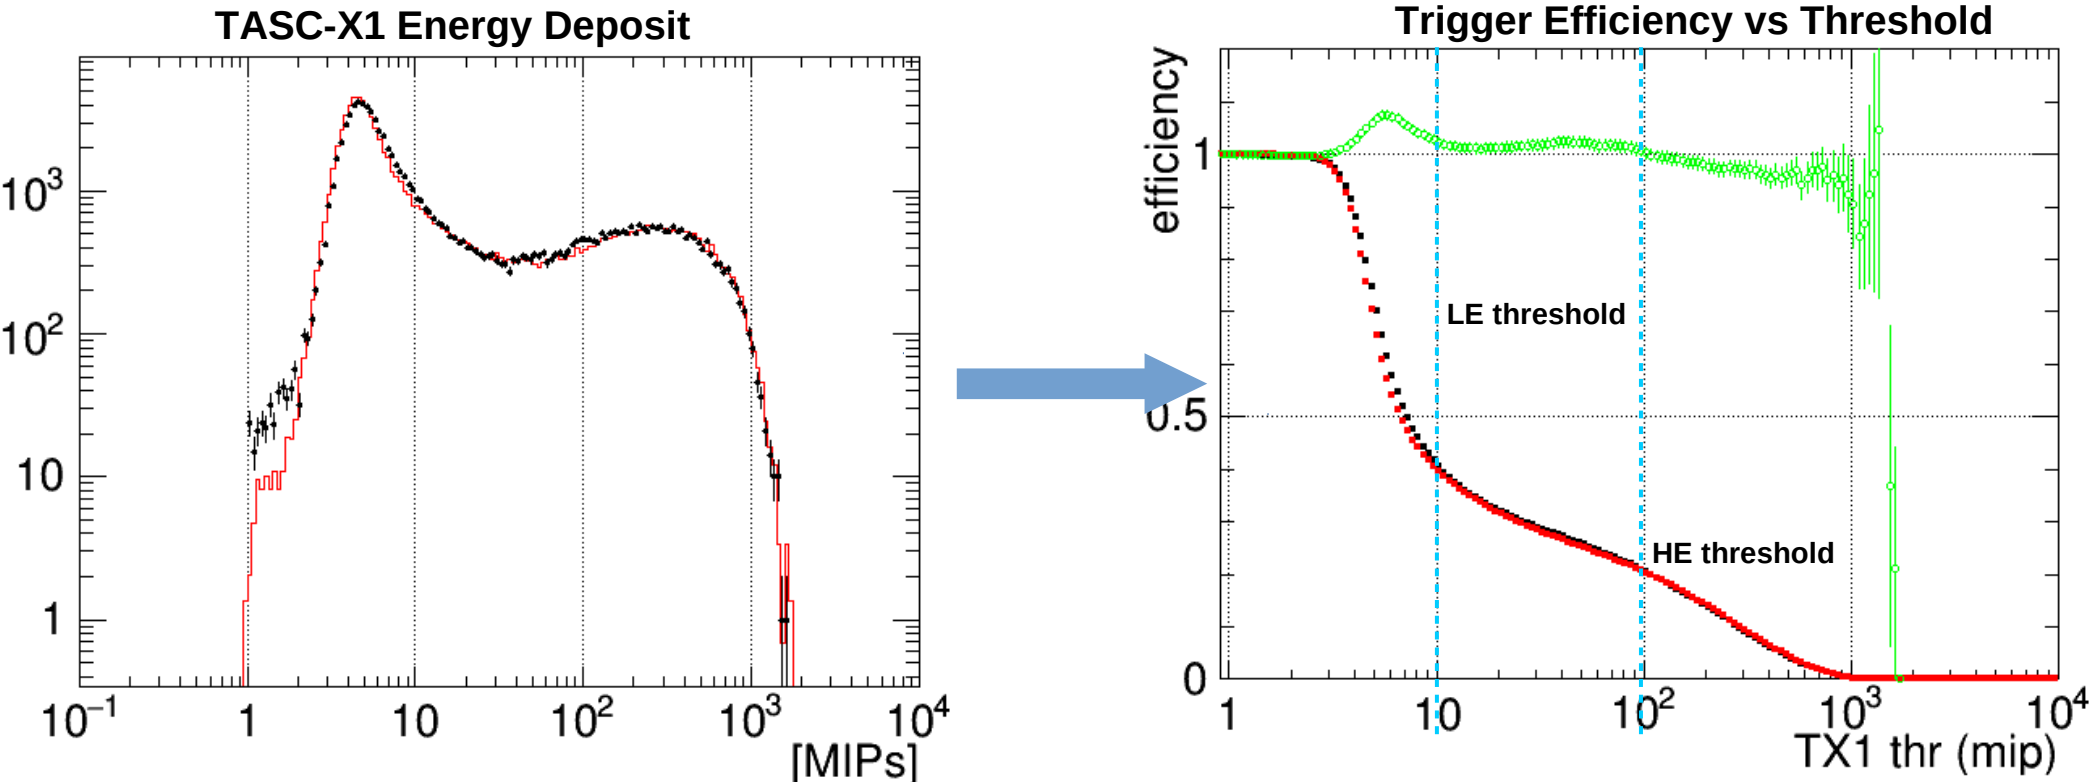 TASC-X1 Energy Deposit
10³
10²
10
1
10⁻¹ 1 10 10² 10³ 10⁴
[MIPs]
Trigger Efficiency vs Threshold
efficiency
1
0.5
0
LE threshold
HE threshold
1 10 10² 10³ 10⁴
TX1 thr (mip)